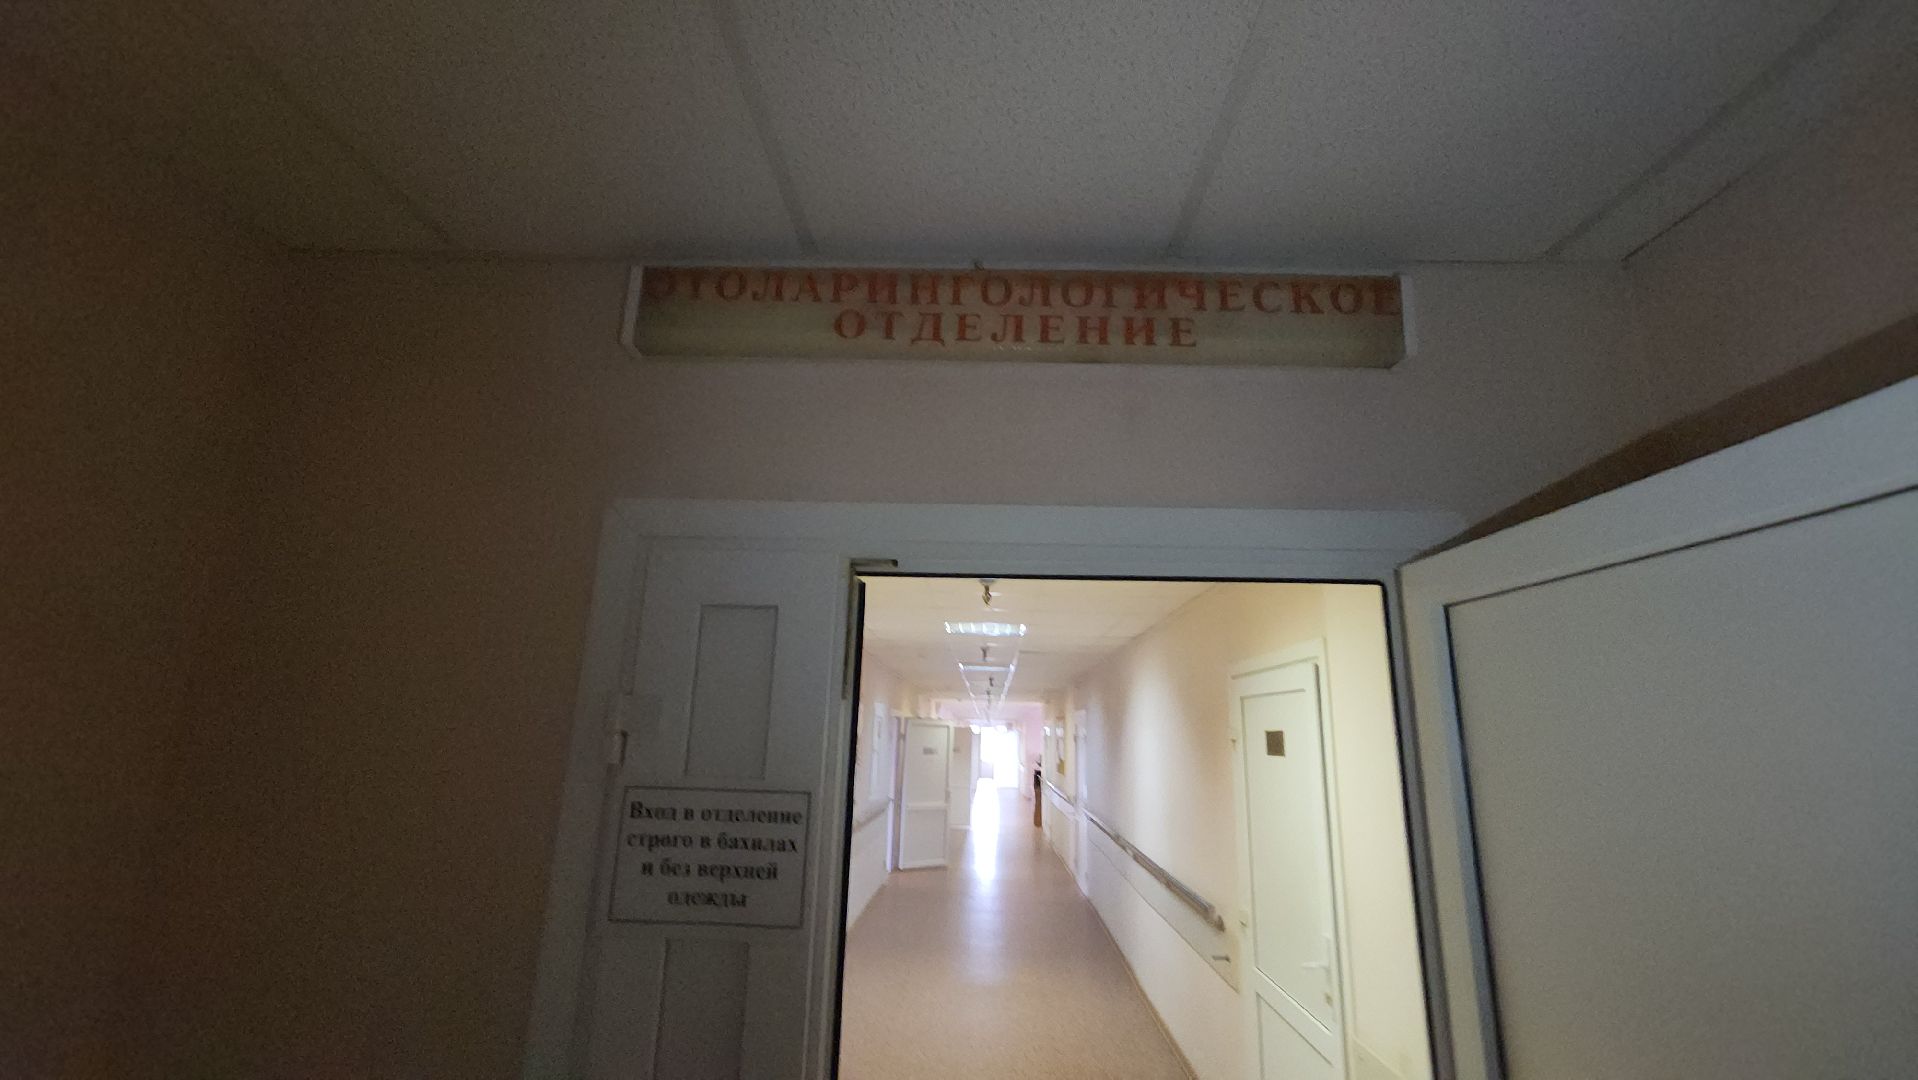 ОТОЛАРИНГОЛОГИЧЕСКОЕ
ОТДЕЛЕНИЕ
Вход в отделение
строго в бахилах
и без верхней
одежды